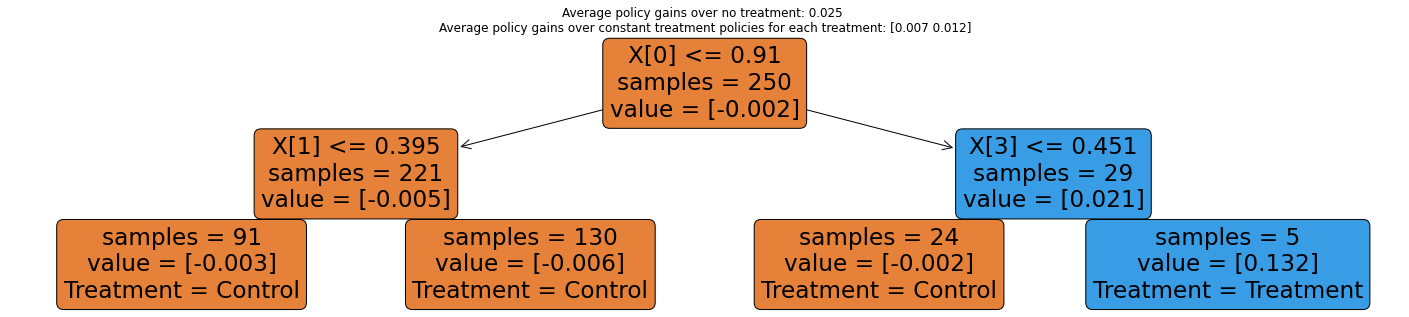 Average policy gains over no treatment: 0.025
Average policy gains over constant treatment policies for each treatment: [0.007 0.012]
X[0] <= 0.91
samples = 250
value = [-0.002]
X[1] <= 0.395
samples = 221
value = [-0.005]
X[3] <= 0.451
samples = 29
value = [0.021]
samples = 91
value = [-0.003]
Treatment = Control
samples = 130
value = [-0.006]
Treatment = Control
samples = 24
value = [-0.002]
Treatment = Control
samples = 5
value = [0.132]
Treatment = Treatment